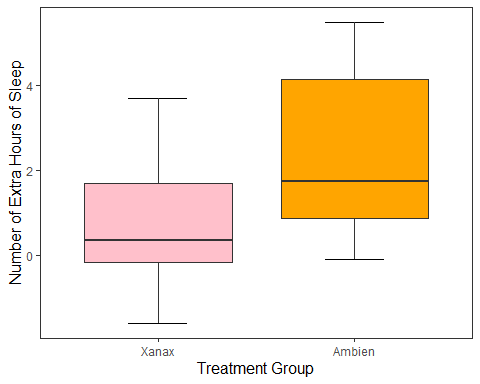 Number of Extra Hours of Sleep
4
2
0
Xanax
Ambien
Treatment Group